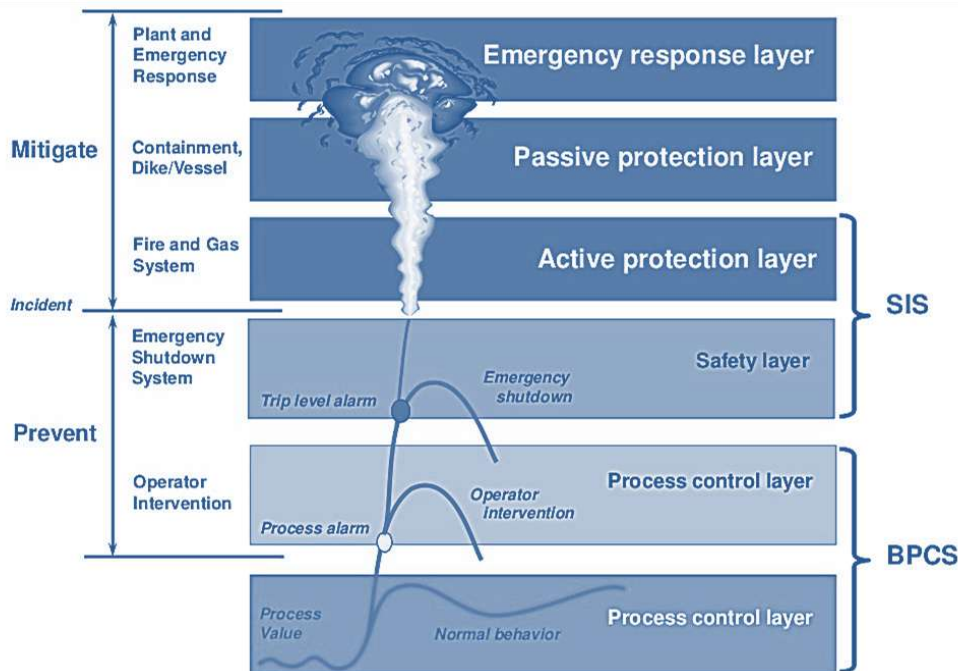 Plant and
Emergency
Response
Emergency response layer
Mitigate
Containment,
Dike/Vessel
Passive protection layer
Fire and Gas
System
Active protection layer
Incident
SIS
Emergency
Shutdown
System
Safety layer
Emergency
shutdown
Trip level alarm
Prevent
Operator
Intervention
Process control layer
Operator
intervention
Process alarm
BPCS
Process
Value
Normal behavior
Process control layer